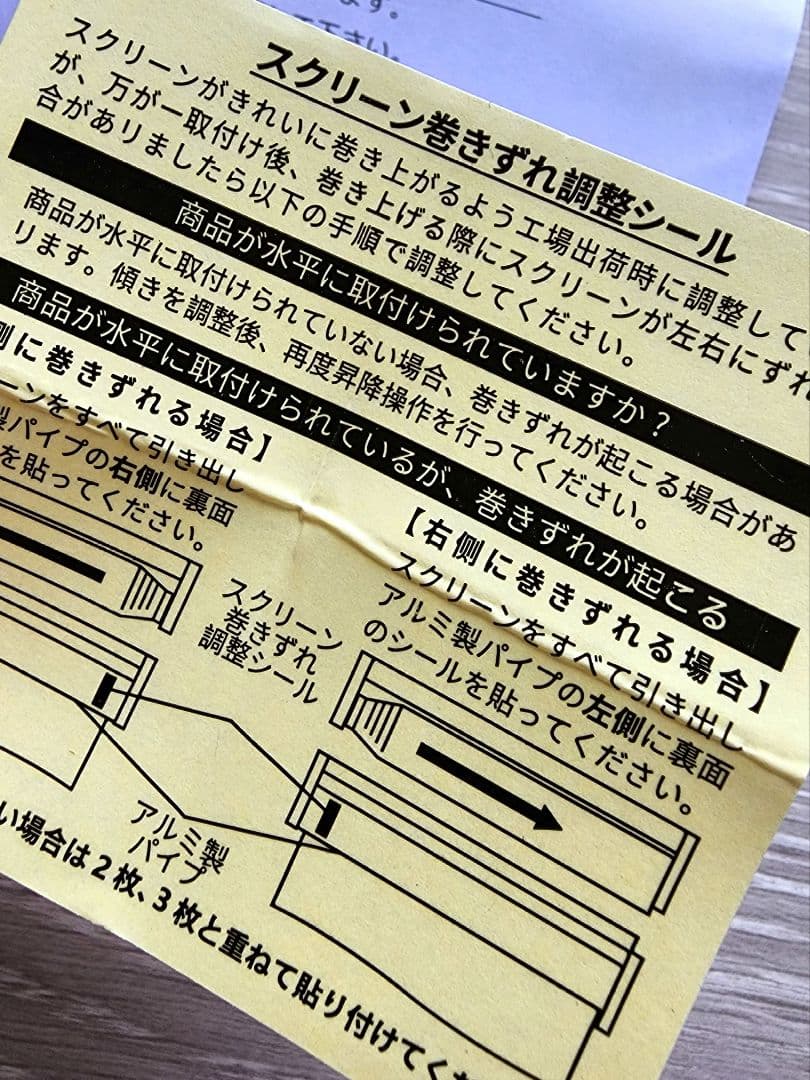 ます。
て下さい。
スクリーン巻きずれ調整シール
スクリーンがきれいに巻き上がるよう工場出荷時に調整して
が、万が一取付け後、巻き上げる際にスクリーンが左右にずれ
合がありましたら以下の手順で調整してください。
商品が水平に取付けられていますか？
商品が水平に取付けられていない場合、巻きずれが起こる場合があ
ります。傾きを調整後、再度昇降操作を行ってください。
商品が水平に取付けられているが、巻きずれが起こる
側に巻きずれる場合】
ーンをすべて引き出し
製パイプの右側に裏面
を貼ってください。
【右側に巻きずれる場合】
スクリーンをすべて引き出し
アルミ製パイプの左側に裏面
のシールを貼ってください。
スクリーン
巻きずれ
調整シール
アルミ製
パイプ
い場合は2枚、3枚と重ねて貼り付けてくだ